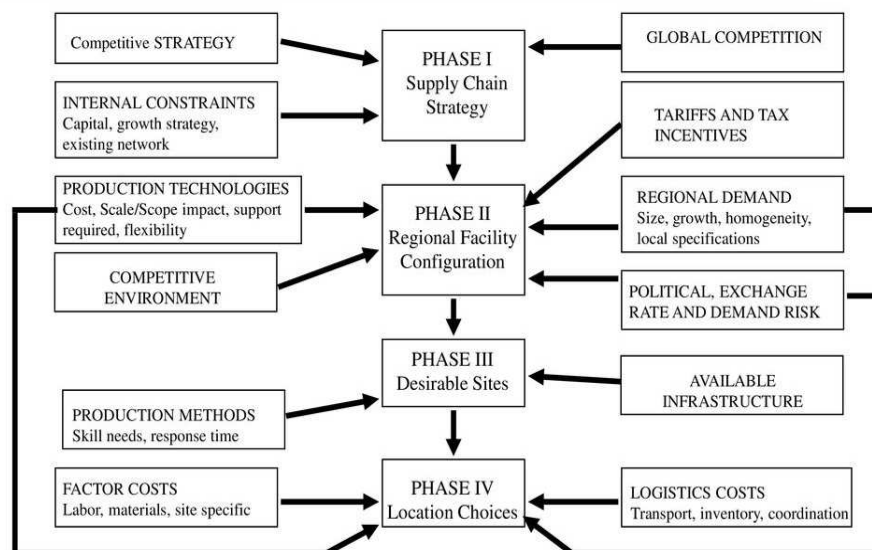 Competitive STRATEGY
PHASE I
Supply Chain
Strategy
GLOBAL COMPETITION
INTERNAL CONSTRAINTS
Capital, growth strategy,
existing network
TARIFFS AND TAX
INCENTIVES
PRODUCTION TECHNOLOGIES
Cost, Scale/Scope impact, support
required, flexibility
PHASE II
Regional Facility
Configuration
REGIONAL DEMAND
Size, growth, homogeneity,
local specifications
COMPETITIVE
ENVIRONMENT
POLITICAL, EXCHANGE
RATE AND DEMAND RISK
PHASE III
Desirable Sites
AVAILABLE
INFRASTRUCTURE
PRODUCTION METHODS
Skill needs, response time
FACTOR COSTS
Labor, materials, site specific
PHASE IV
Location Choices
LOGISTICS COSTS
Transport, inventory, coordination